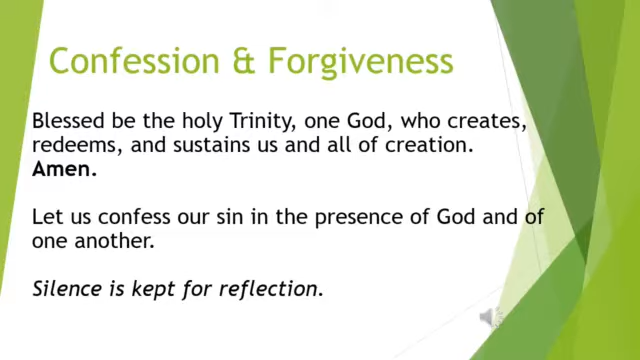 Confession & Forgiveness
Blessed be the holy Trinity, one God, who creates,
redeems, and sustains us and all of creation.
Amen.
Let us confess our sin in the presence of God and of
one another.
Silence is kept for reflection.